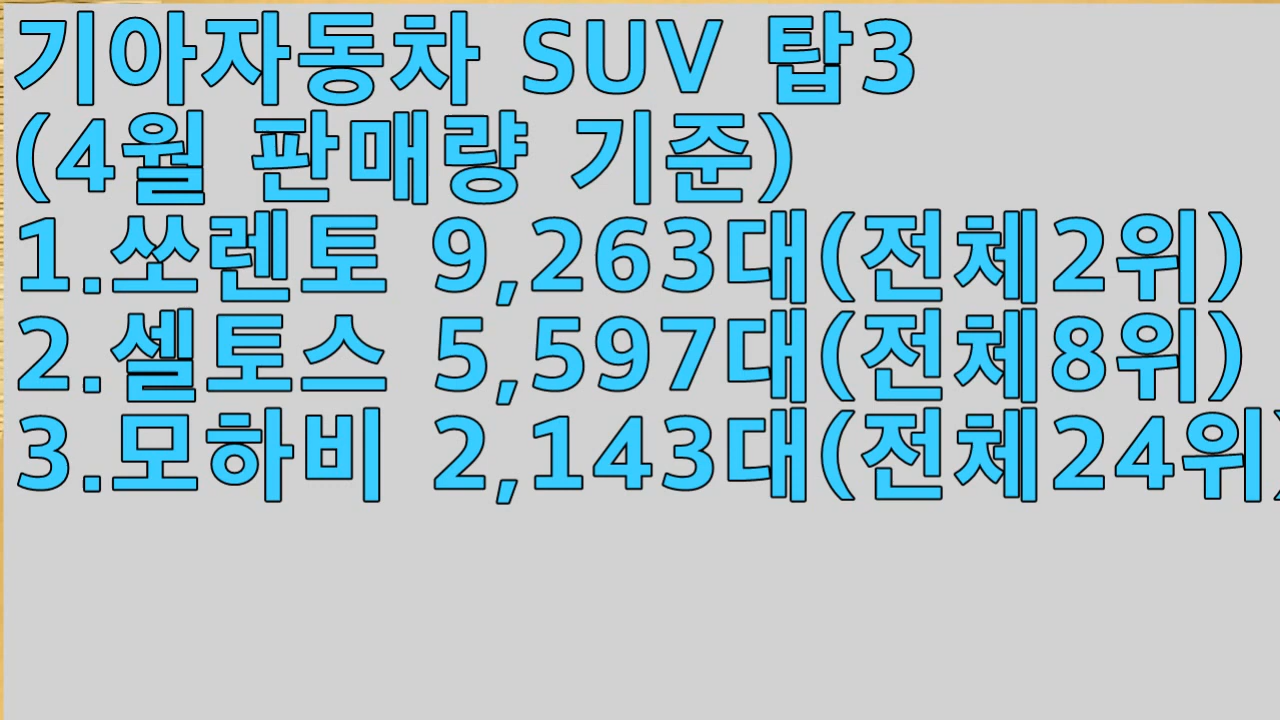 기아자동차 SUV 탑3
(4월 판매량 기준)
1.쏘렌토 9,263대(전체2위)
2.셀토스 5,597대(전체8위)
3.모하비 2,143대(전체24위)